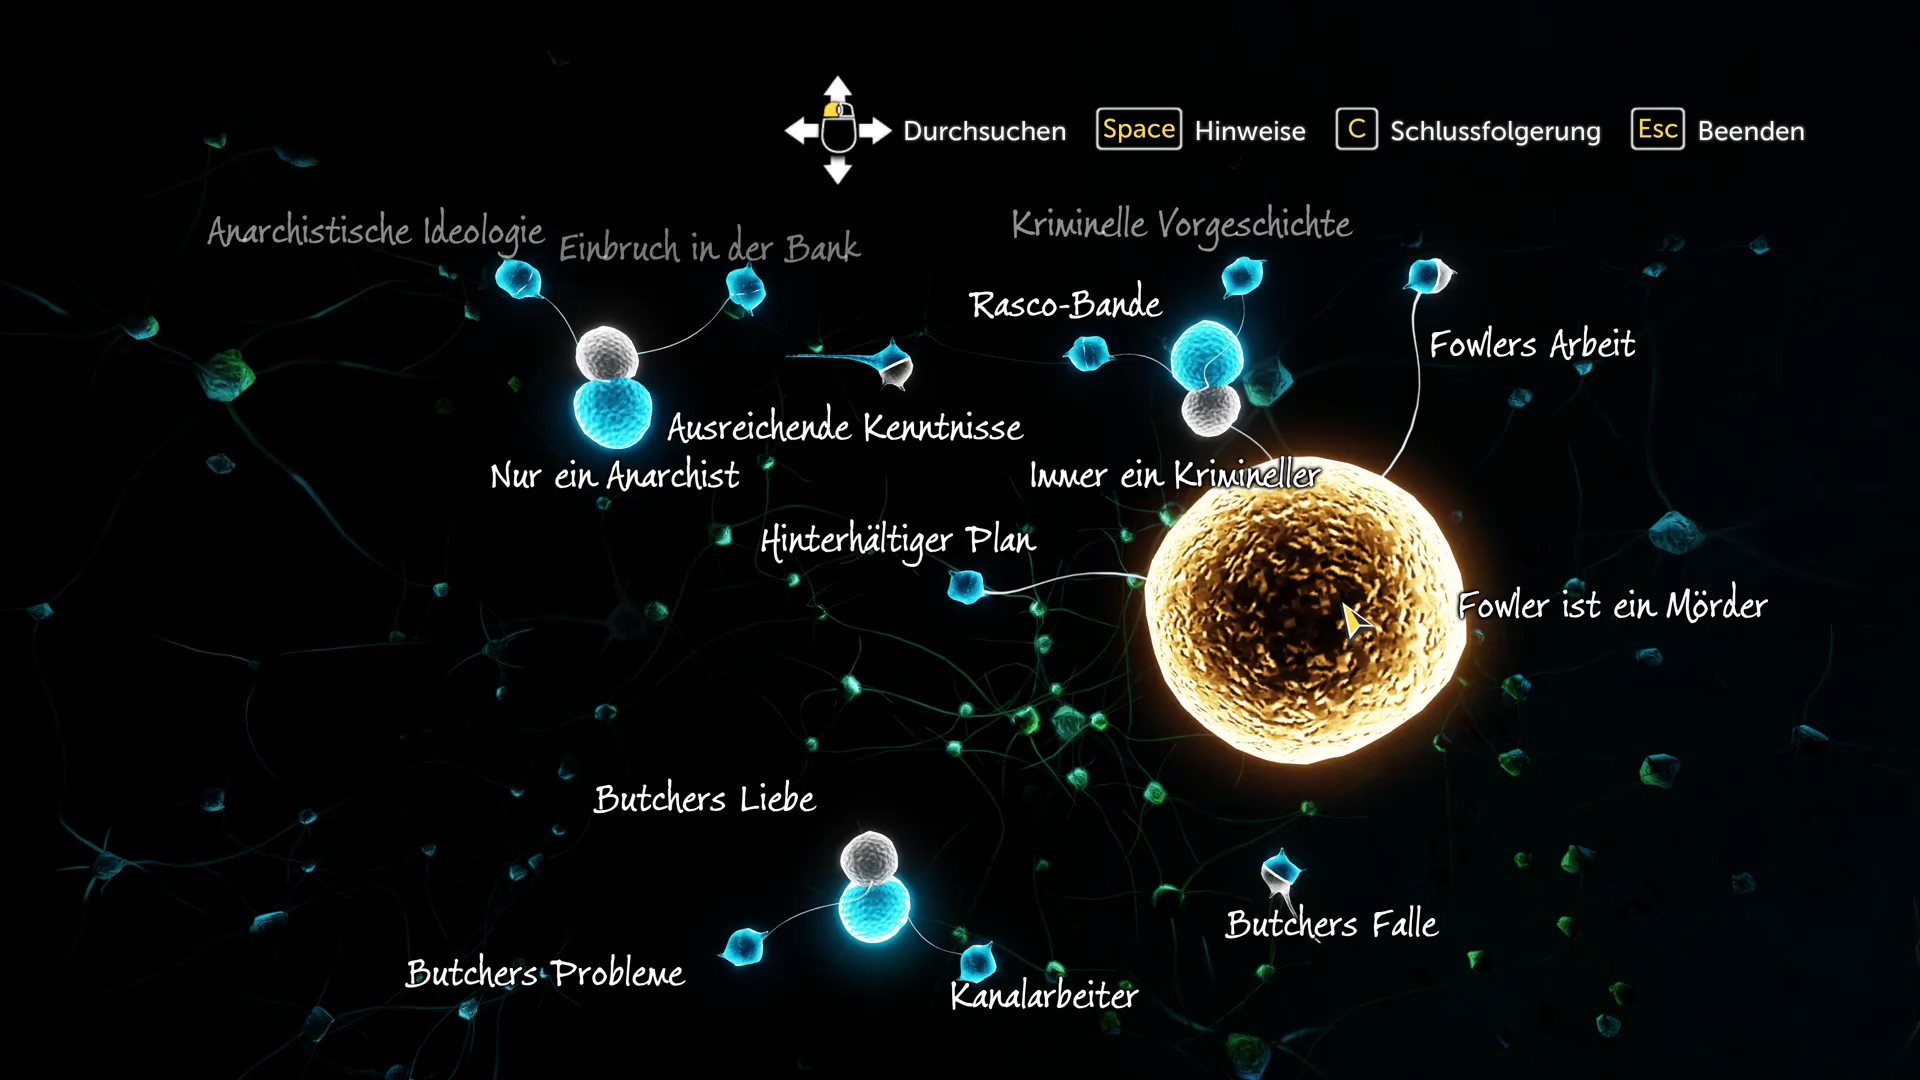 Durchsuchen
Space Hinweise
C Schlussfolgerung
Esc Beenden
Anarchistische Ideologie
Einbruch in der Bank
Kriminelle Vorgeschichte
Rasco-Bande
Fowlers Arbeit
Ausreichende Kenntnisse
Nur ein Anarchist
Immer ein Krimineller
Hinterhältiger Plan
Fowler ist ein Mörder
Butchers Liebe
Butchers Falle
Butchers Probleme
Kanalarbeiter